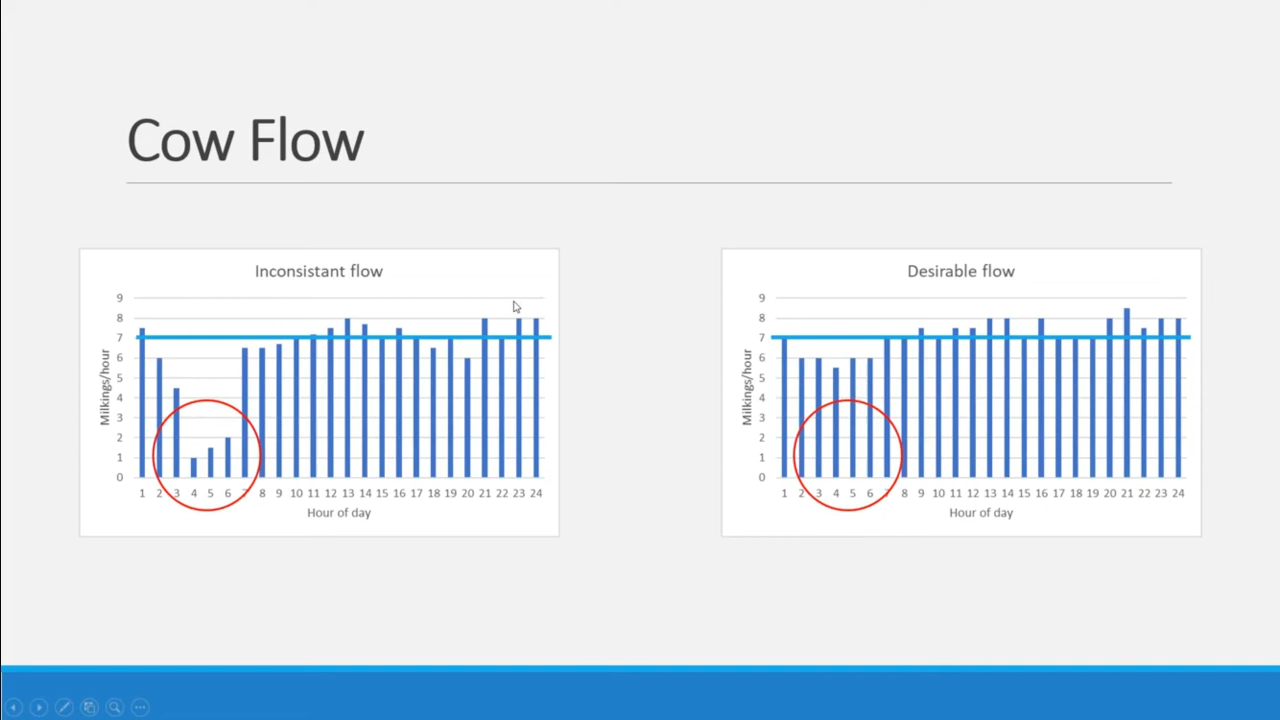 Cow Flow
Inconsistant flow
9
8
7
6
5
4
3
2
1
0
Milkings/hour
1 2 3 4 5 6 7 8 9 10 11 12 13 14 15 16 17 18 19 20 21 22 23 24
Hour of day
Desirable flow
9
8
7
6
5
4
3
2
1
0
Milkings/hour
1 2 3 4 5 6 7 8 9 10 11 12 13 14 15 16 17 18 19 20 21 22 23 24
Hour of day